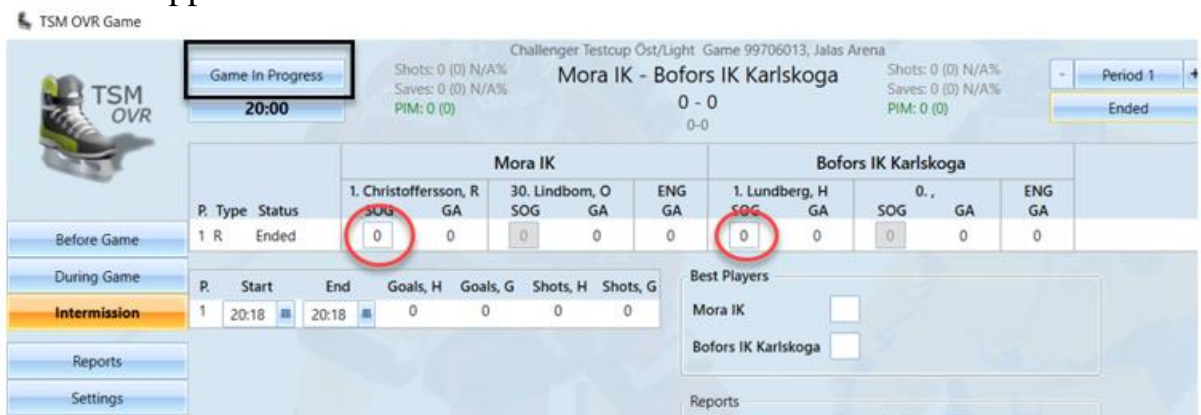 TSM OVR Game
TSM
OVR
Game In Progress
20:00
Shots: 0 (0) N/A%
Saves: 0 (0) N/A%
PIM: 0 (0)
Challenger Testcup Öst/Light Game 99706013, Jalas Arena
Mora IK - Bofors IK Karlskoga
0 - 0
0-0
Shots: 0 (0) N/A%
Saves: 0 (0) N/A%
PIM: 0 (0)
- Period 1 +
Ended
Mora IK Bofors IK Karlskoga
1. Christoffersson, R 30. Lindbom, O ENG 1. Lundberg, H 0. , ENG
P. Type Status SOG GA SOG GA GA SOG GA SOG GA GA
1 R Ended 0 0 0 0 0 0 0 0 0 0
Before Game
During Game
Intermission
Reports
Settings
P. Start End Goals, H Goals, G Shots, H Shots, G
1 20:18 20:18 0 0 0 0
Best Players
Mora IK
Bofors IK Karlskoga
Reports